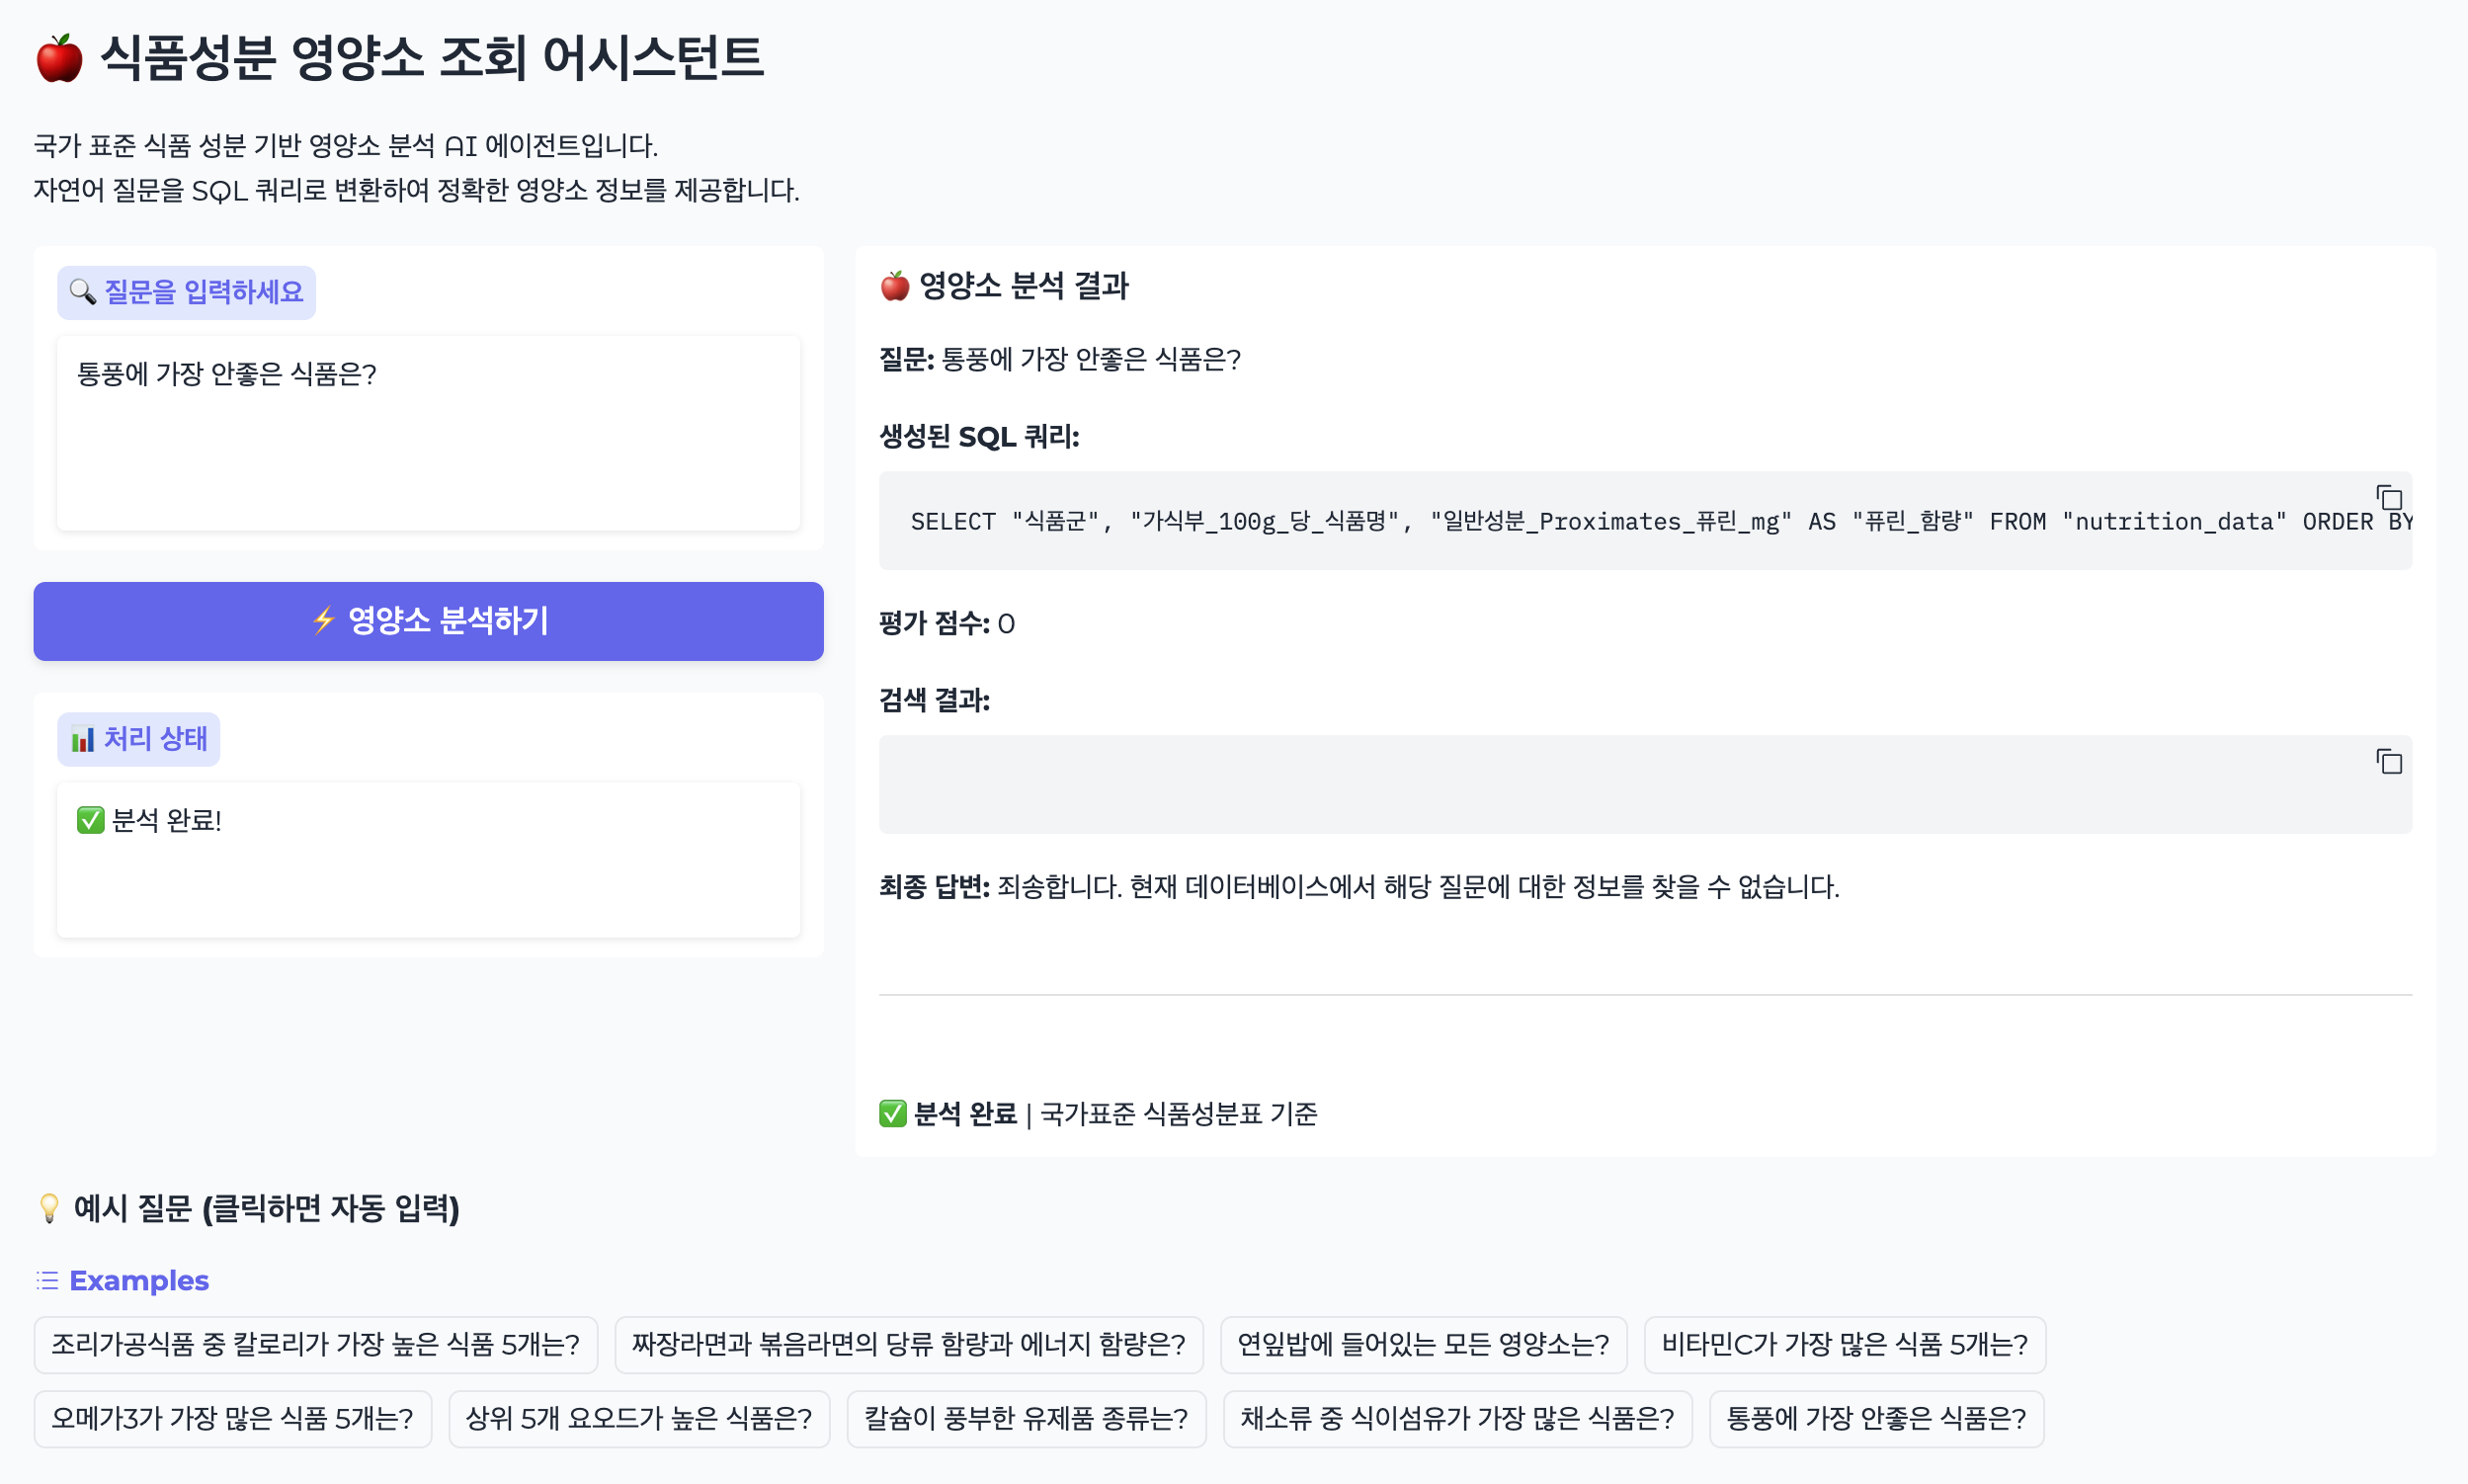 🍎 식품성분 영양소 조회 어시스턴트
국가 표준 식품 성분 기반 영양소 분석 AI 에이전트입니다.
자연어 질문을 SQL 쿼리로 변환하여 정확한 영양소 정보를 제공합니다.
🔍 질문을 입력하세요
통풍에 가장 안좋은 식품은?
⚡ 영양소 분석하기
📊 처리 상태
✅ 분석 완료!
🍎 영양소 분석 결과
질문: 통풍에 가장 안좋은 식품은?
생성된 SQL 쿼리:
SELECT "식품군", "가식부_100g_당_식품명", "일반성분_Proximates_퓨린_mg" AS "퓨린_함량" FROM "nutrition_data" ORDER BY
평가 점수: 0
검색 결과:
최종 답변: 죄송합니다. 현재 데이터베이스에서 해당 질문에 대한 정보를 찾을 수 없습니다.
✅ 분석 완료 | 국가표준 식품성분표 기준
💡 예시 질문 (클릭하면 자동 입력)
Examples
조리가공식품 중 칼로리가 가장 높은 식품 5개는?
짜장라면과 볶음라면의 당류 함량과 에너지 함량은?
연잎밥에 들어있는 모든 영양소는?
비타민C가 가장 많은 식품 5개는?
오메가3가 가장 많은 식품 5개는?
상위 5개 요오드가 높은 식품은?
칼슘이 풍부한 유제품 종류는?
채소류 중 식이섬유가 가장 많은 식품은?
통풍에 가장 안좋은 식품은?